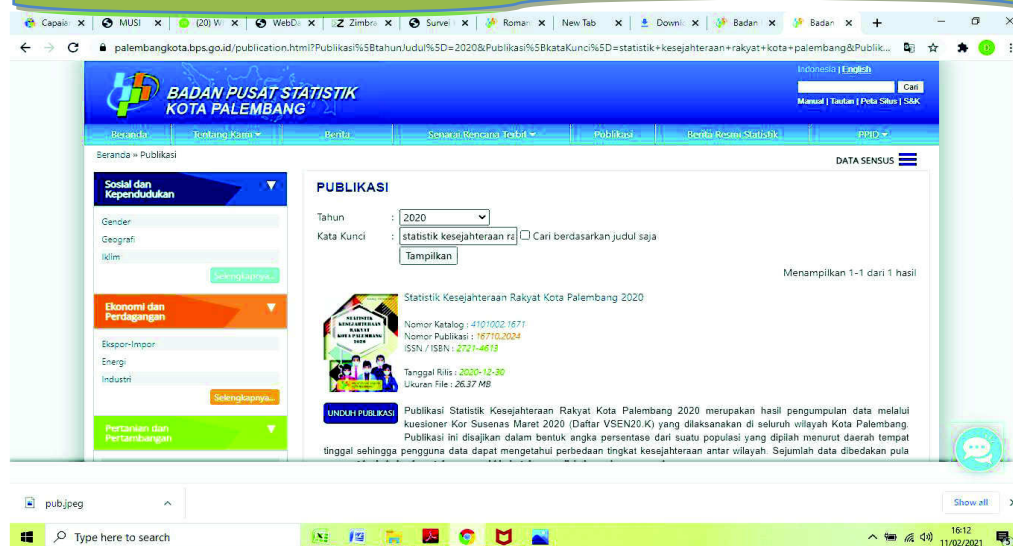 Capaia
MUSI
(20) W
WebD
Zimbra
Survei
Romar
New Tab
Downl
Badan
Badan
palembangkota.bps.go.id/publication.html?Publikasi%5BtahunJudul%5D=2020&Publikasi%5BkataKunci%5D=statistik+kesejahteraan+rakyat+kota+palembang&Publik...
Indonesia | English
BADAN PUSAT STATISTIK
KOTA PALEMBANG
Cari
Manual | Tautan | Peta Situs | S&K
Beranda Tentang Kami Berita Senarai Rencana Terbit Publikasi Berita Resmi Statistik PPID
Beranda » Publikasi
DATA SENSUS
Sosial dan
Kependudukan
Gender
Geografi
Iklim
Selengkapnya...
Ekonomi dan
Perdagangan
Ekspor-Impor
Energi
Industri
Selengkapnya...
Pertanian dan
Pertambangan
PUBLIKASI
Tahun : 2020
Kata Kunci : statistik kesejahteraan ra Cari berdasarkan judul saja
Tampilkan
Menampilkan 1-1 dari 1 hasil
STATISTIK
KESEJAHTERAAN
RAKYAT
KOTA PALEMBANG
2020
Statistik Kesejahteraan Rakyat Kota Palembang 2020
Nomor Katalog : 4101002.1671
Nomor Publikasi : 16710.2024
ISSN / ISBN : 2721-4613
Tanggal Rilis : 2020-12-30
Ukuran File : 26.37 MB
UNDUH PUBLIKASI
Publikasi Statistik Kesejahteraan Rakyat Kota Palembang 2020 merupakan hasil pengumpulan data melalui
kuesioner Kor Susenas Maret 2020 (Daftar VSEN20.K) yang dilaksanakan di seluruh wilayah Kota Palembang.
Publikasi ini disajikan dalam bentuk angka persentase dari suatu populasi yang dipilah menurut daerah tempat
tinggal sehingga pengguna data dapat mengetahui perbedaan tingkat kesejahteraan antar wilayah. Sejumlah data dibedakan pula
pub.jpeg
Show all
Type here to search
16:12
11/02/2021